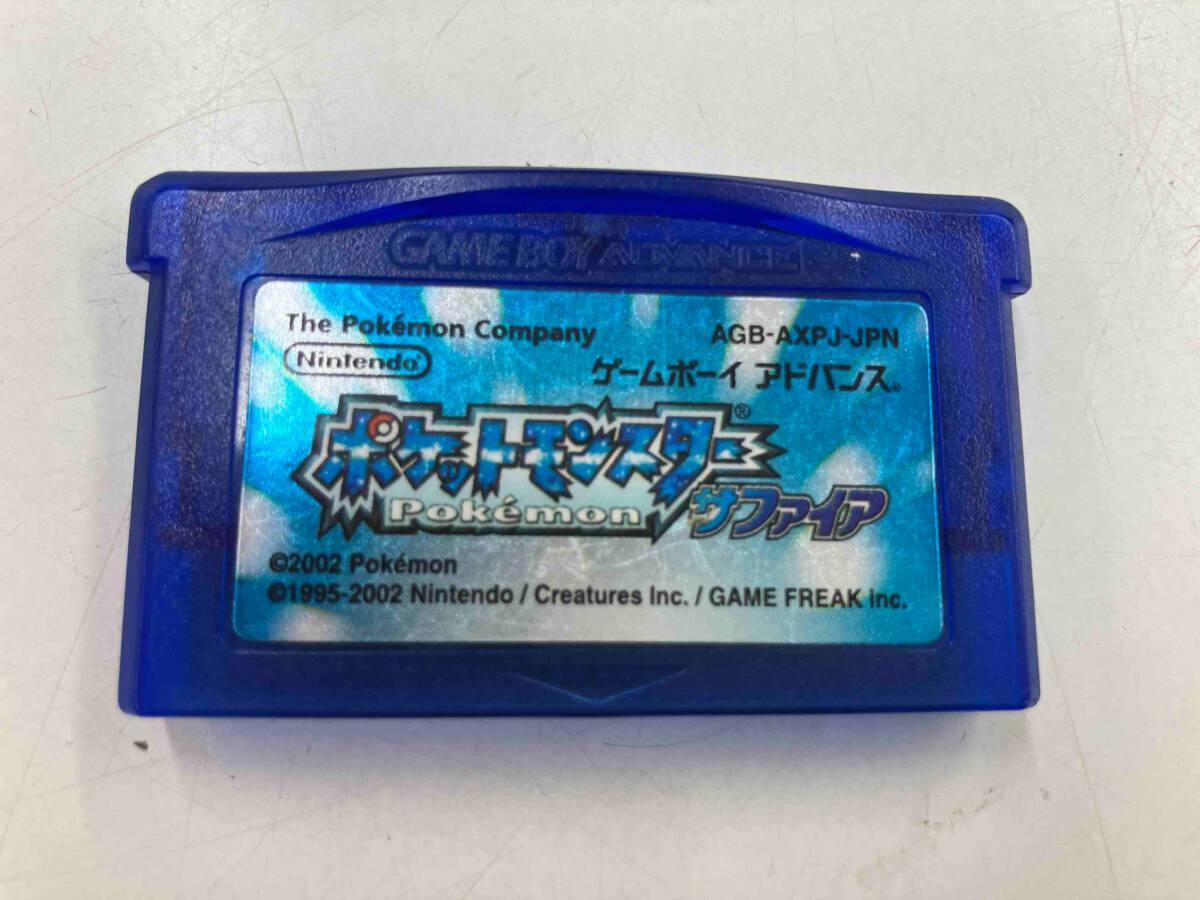 GAME BOY ADVANCE
The Pokémon Company AGB-AXPJ-JPN
Nintendo® ゲームボーイ アドバンス®
ポケットモンスター®
Pokémon サファイア
©2002 Pokémon
©1995-2002 Nintendo / Creatures Inc. / GAME FREAK inc.